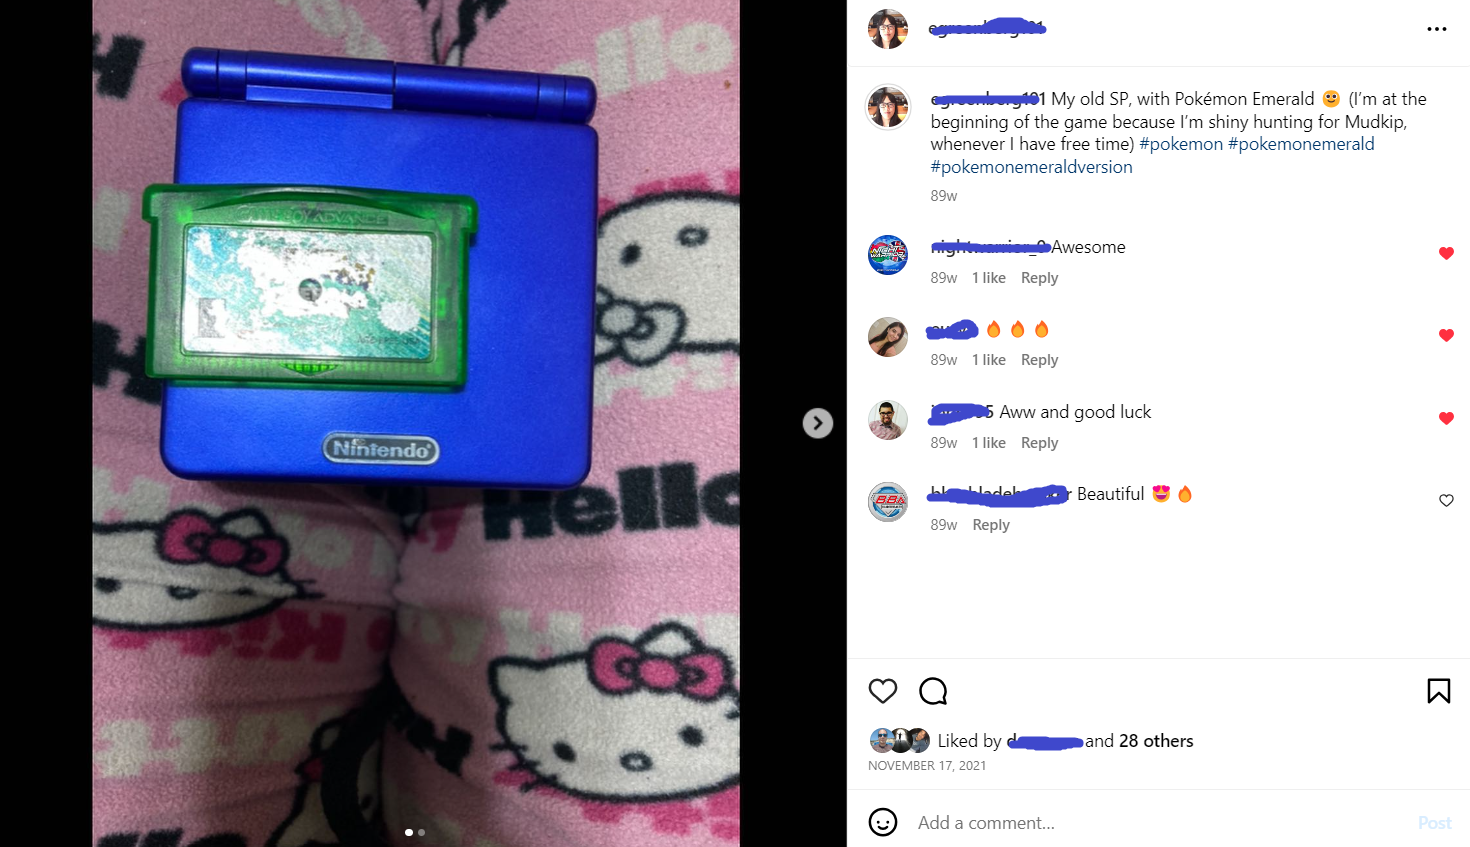 GAME BOY ADVANCE
Nintendo®
Hello
Hello
My old SP, with Pokémon Emerald 🙂 (I'm at the
beginning of the game because I'm shiny hunting for Mudkip,
whenever I have free time) #pokemon #pokemonemerald
#pokemonemeraldversion
89w
Awesome
89w 1 like Reply
🔥 🔥 🔥
89w 1 like Reply
Aww and good luck
89w 1 like Reply
Beautiful 😍 🔥
89w Reply
Liked by and 28 others
NOVEMBER 17, 2021
Add a comment...
Post